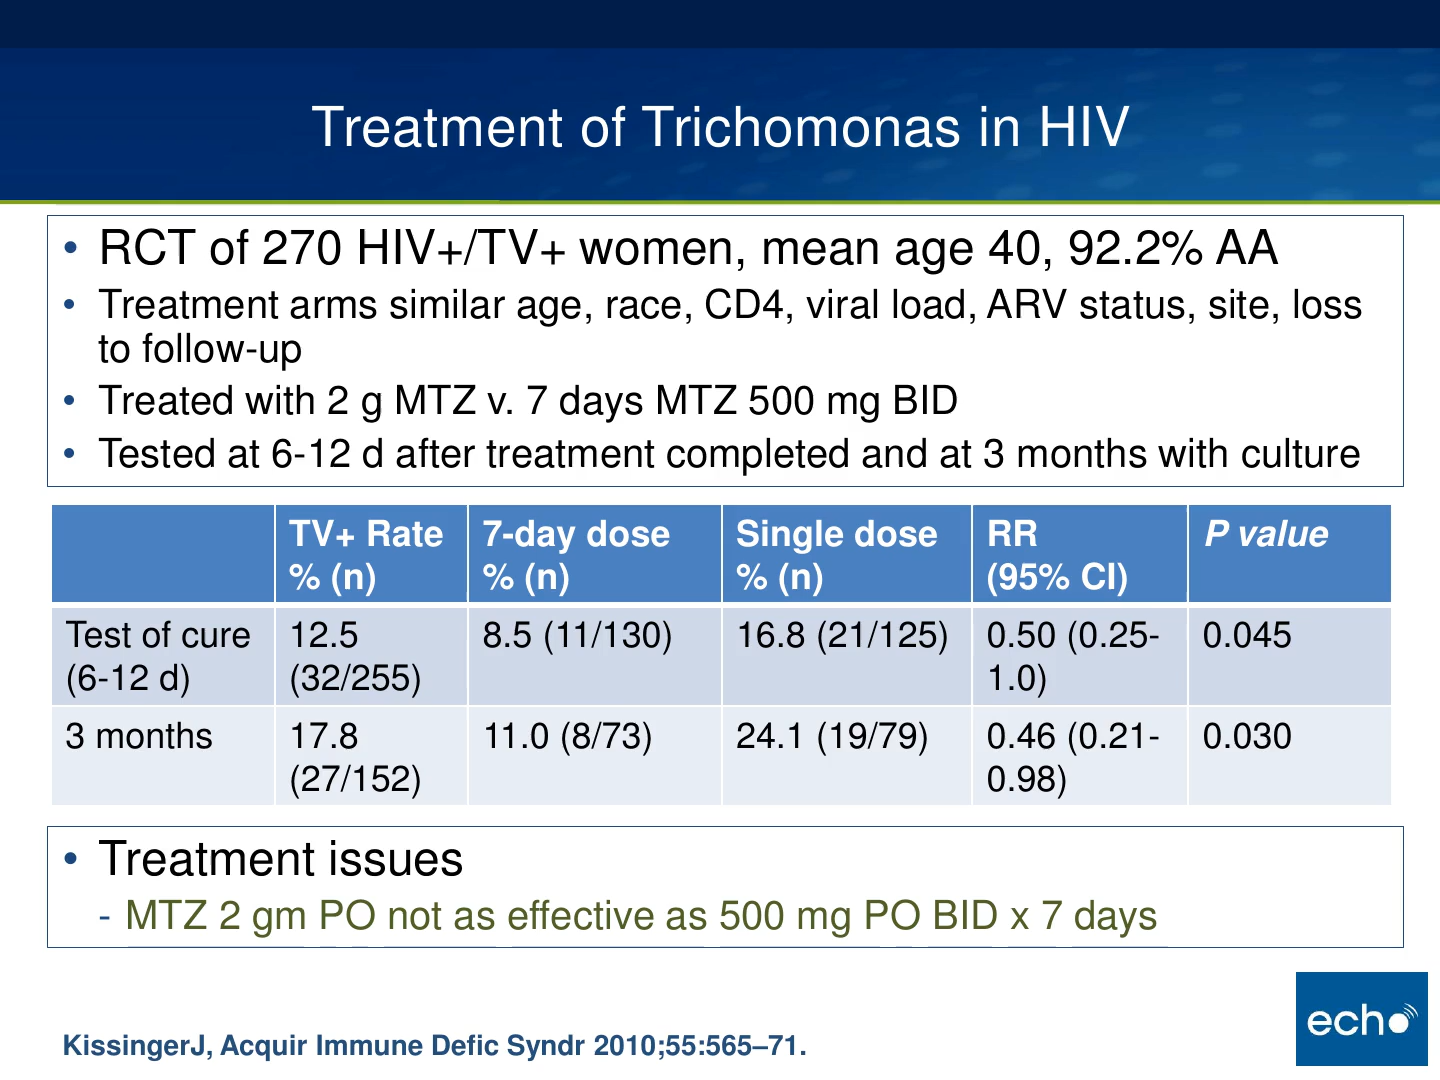 Treatment of Trichomonas in HIV
• RCT of 270 HIV+/TV+ women, mean age 40, 92.2% AA
• Treatment arms similar age, race, CD4, viral load, ARV status, site, loss
to follow-up
• Treated with 2 g MTZ v. 7 days MTZ 500 mg BID
• Tested at 6-12 d after treatment completed and at 3 months with culture
TV+ Rate % (n)
7-day dose % (n)
Single dose % (n)
RR (95% CI)
P value
Test of cure (6-12 d)
12.5 (32/255)
8.5 (11/130)
16.8 (21/125)
0.50 (0.25-1.0)
0.045
3 months
17.8 (27/152)
11.0 (8/73)
24.1 (19/79)
0.46 (0.21-0.98)
0.030
• Treatment issues
- MTZ 2 gm PO not as effective as 500 mg PO BID x 7 days
echo
KissingerJ, Acquir Immune Defic Syndr 2010;55:565–71.